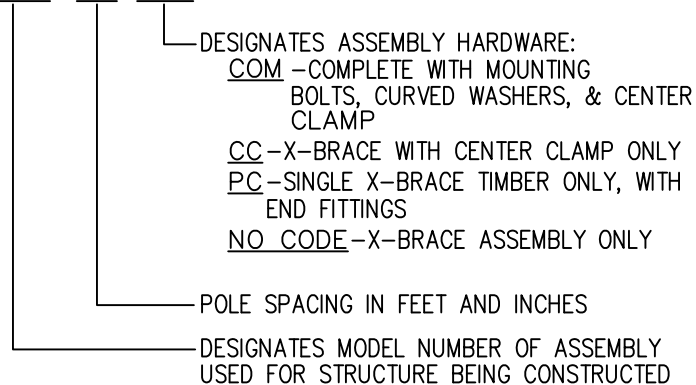 DESIGNATES ASSEMBLY HARDWARE:
COM -COMPLETE WITH MOUNTING
BOLTS, CURVED WASHERS, & CENTER
CLAMP
CC-X-BRACE WITH CENTER CLAMP ONLY
PC-SINGLE X-BRACE TIMBER ONLY, WITH
END FITTINGS
NO CODE-X-BRACE ASSEMBLY ONLY
POLE SPACING IN FEET AND INCHES
DESIGNATES MODEL NUMBER OF ASSEMBLY
USED FOR STRUCTURE BEING CONSTRUCTED